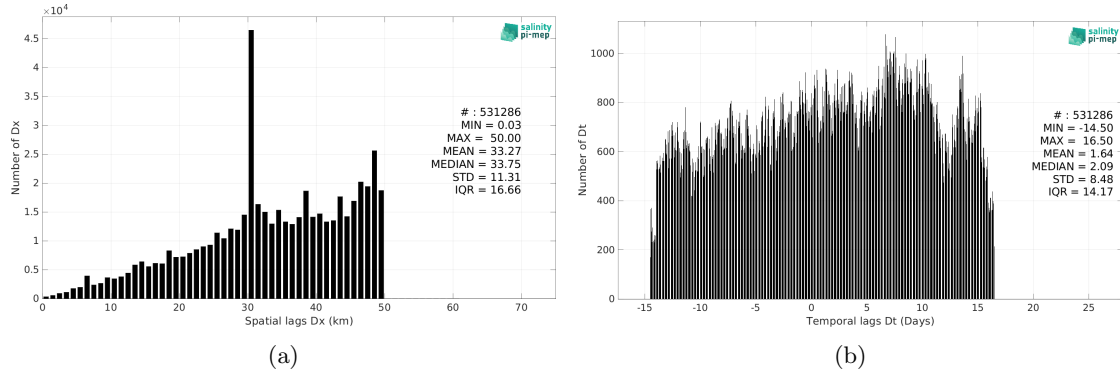 ×10⁴
4.5
4
3.5
3
2.5
2
1.5
1
0.5
0
0 10 20 30 40 50 60 70
Number of Dx
Spatial lags Dx (km)
salinity
pi-mep
# : 531286
MIN = 0.03
MAX = 50.00
MEAN = 33.27
MEDIAN = 33.75
STD = 11.31
IQR = 16.66
(a)
1000
800
600
400
200
0
-15 -10 -5 0 5 10 15 20 25
Number of Dt
Temporal lags Dt (Days)
salinity
pi-mep
# : 531286
MIN = -14.50
MAX = 16.50
MEAN = 1.64
MEDIAN = 2.09
STD = 8.48
IQR = 14.17
(b)